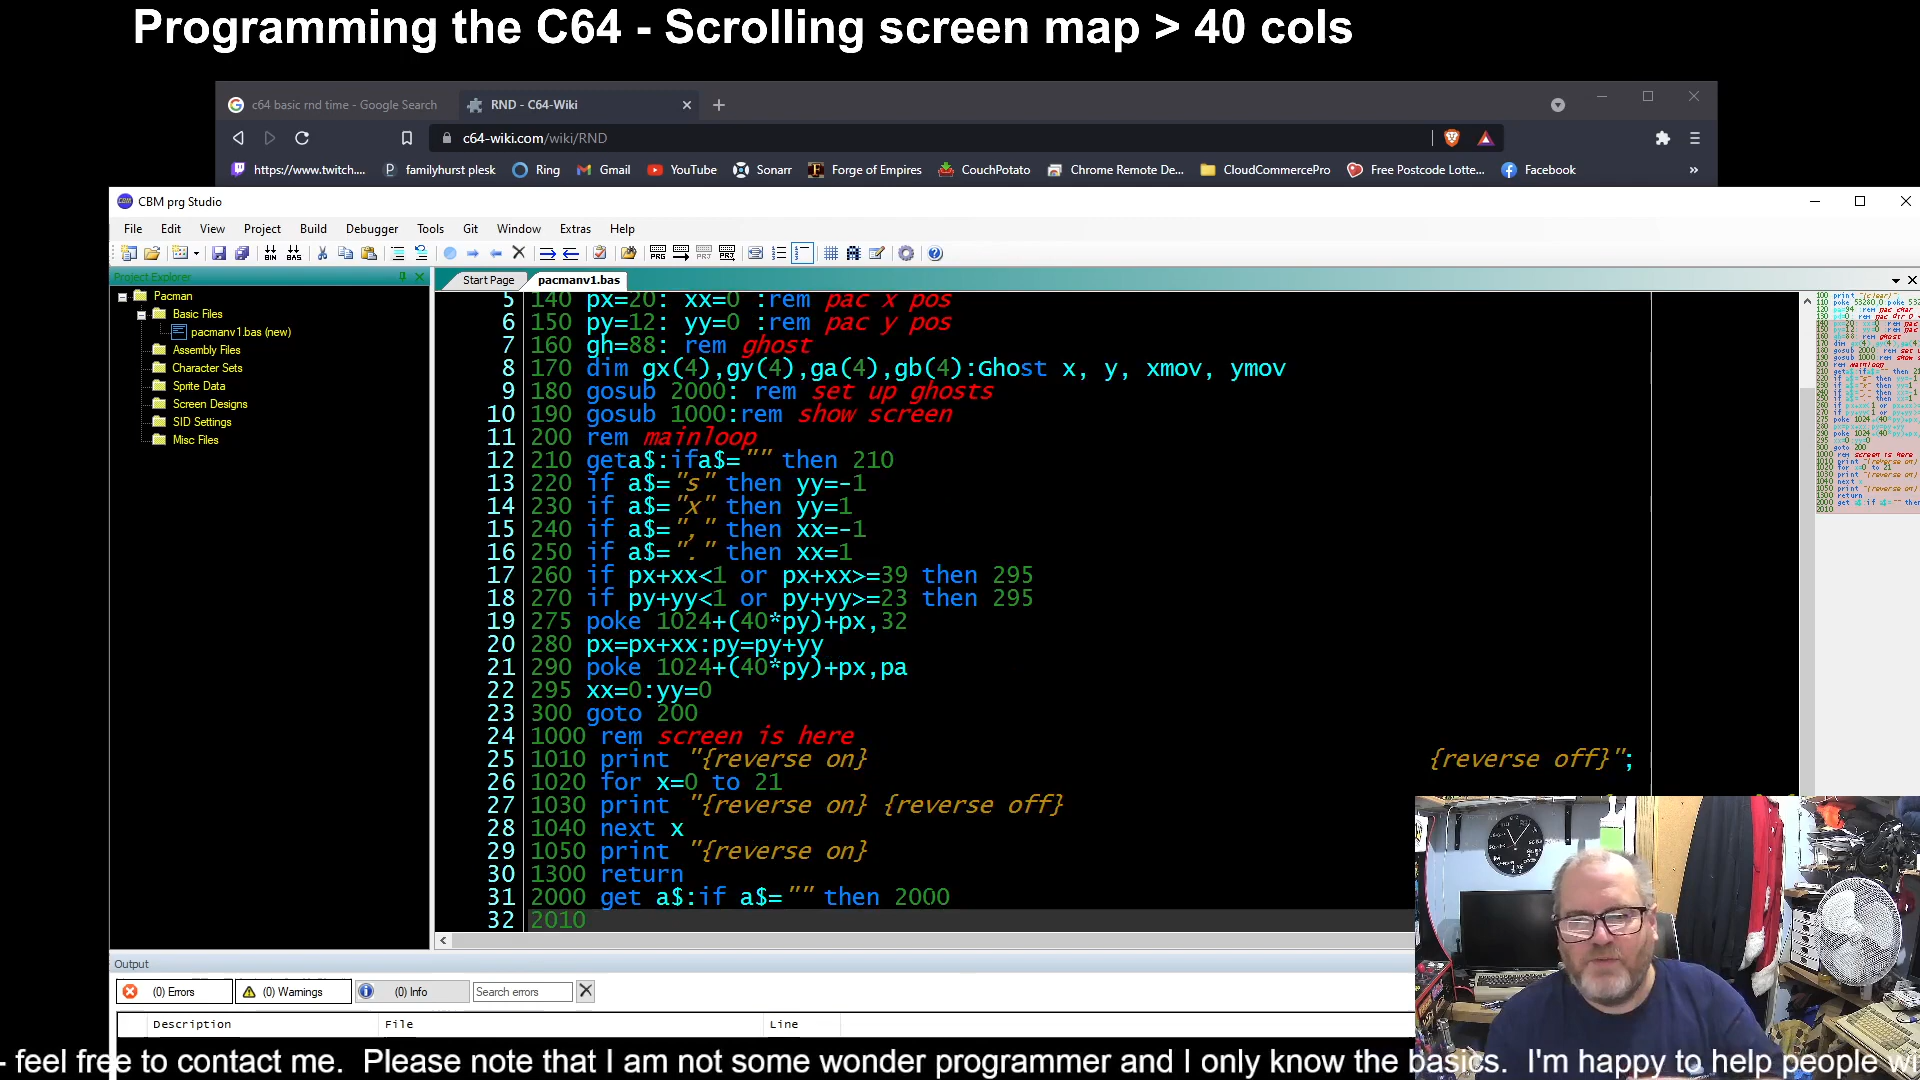 Programming the C64 - Scrolling screen map > 40 cols
c64 basic rnd time - Google Search
RND - C64-Wiki
c64-wiki.com/wiki/RND
https://www.twitch.... familyhurst plesk Ring Gmail YouTube Sonarr Forge of Empires CouchPotato Chrome Remote De... CloudCommercePro Free Postcode Lotte... Facebook »
CBM prg Studio
File Edit View Project Build Debugger Tools Git Window Extras Help
Project Explorer
Start Page pacmanv1.bas
Pacman
Basic Files
pacmanv1.bas (new)
Assembly Files
Character Sets
Sprite Data
Screen Designs
SID Settings
Misc Files
5 140 px=20: xx=0 :rem pac x pos
6 150 py=12: yy=0 :rem pac y pos
7 160 gh=88: rem ghost
8 170 dim gx(4),gy(4),ga(4),gb(4):Ghost x, y, xmov, ymov
9 180 gosub 2000: rem set up ghosts
10 190 gosub 1000:rem show screen
11 200 rem mainloop
12 210 geta$:ifa$="" then 210
13 220 if a$="s" then yy=-1
14 230 if a$="x" then yy=1
15 240 if a$="," then xx=-1
16 250 if a$="." then xx=1
17 260 if px+xx<1 or px+xx>=39 then 295
18 270 if py+yy<1 or py+yy>=23 then 295
19 275 poke 1024+(40*py)+px,32
20 280 px=px+xx:py=py+yy
21 290 poke 1024+(40*py)+px,pa
22 295 xx=0:yy=0
23 300 goto 200
24 1000 rem screen is here
25 1010 print "{reverse on} {reverse off}";
26 1020 for x=0 to 21
27 1030 print "{reverse on} {reverse off}
28 1040 next x
29 1050 print "{reverse on}
30 1300 return
31 2000 get a$:if a$="" then 2000
32 2010
Output
(0) Errors (0) Warnings (0) Info Search errors
Description File Line
- feel free to contact me. Please note that I am not some wonder programmer and I only know the basics. I'm happy to help people wi